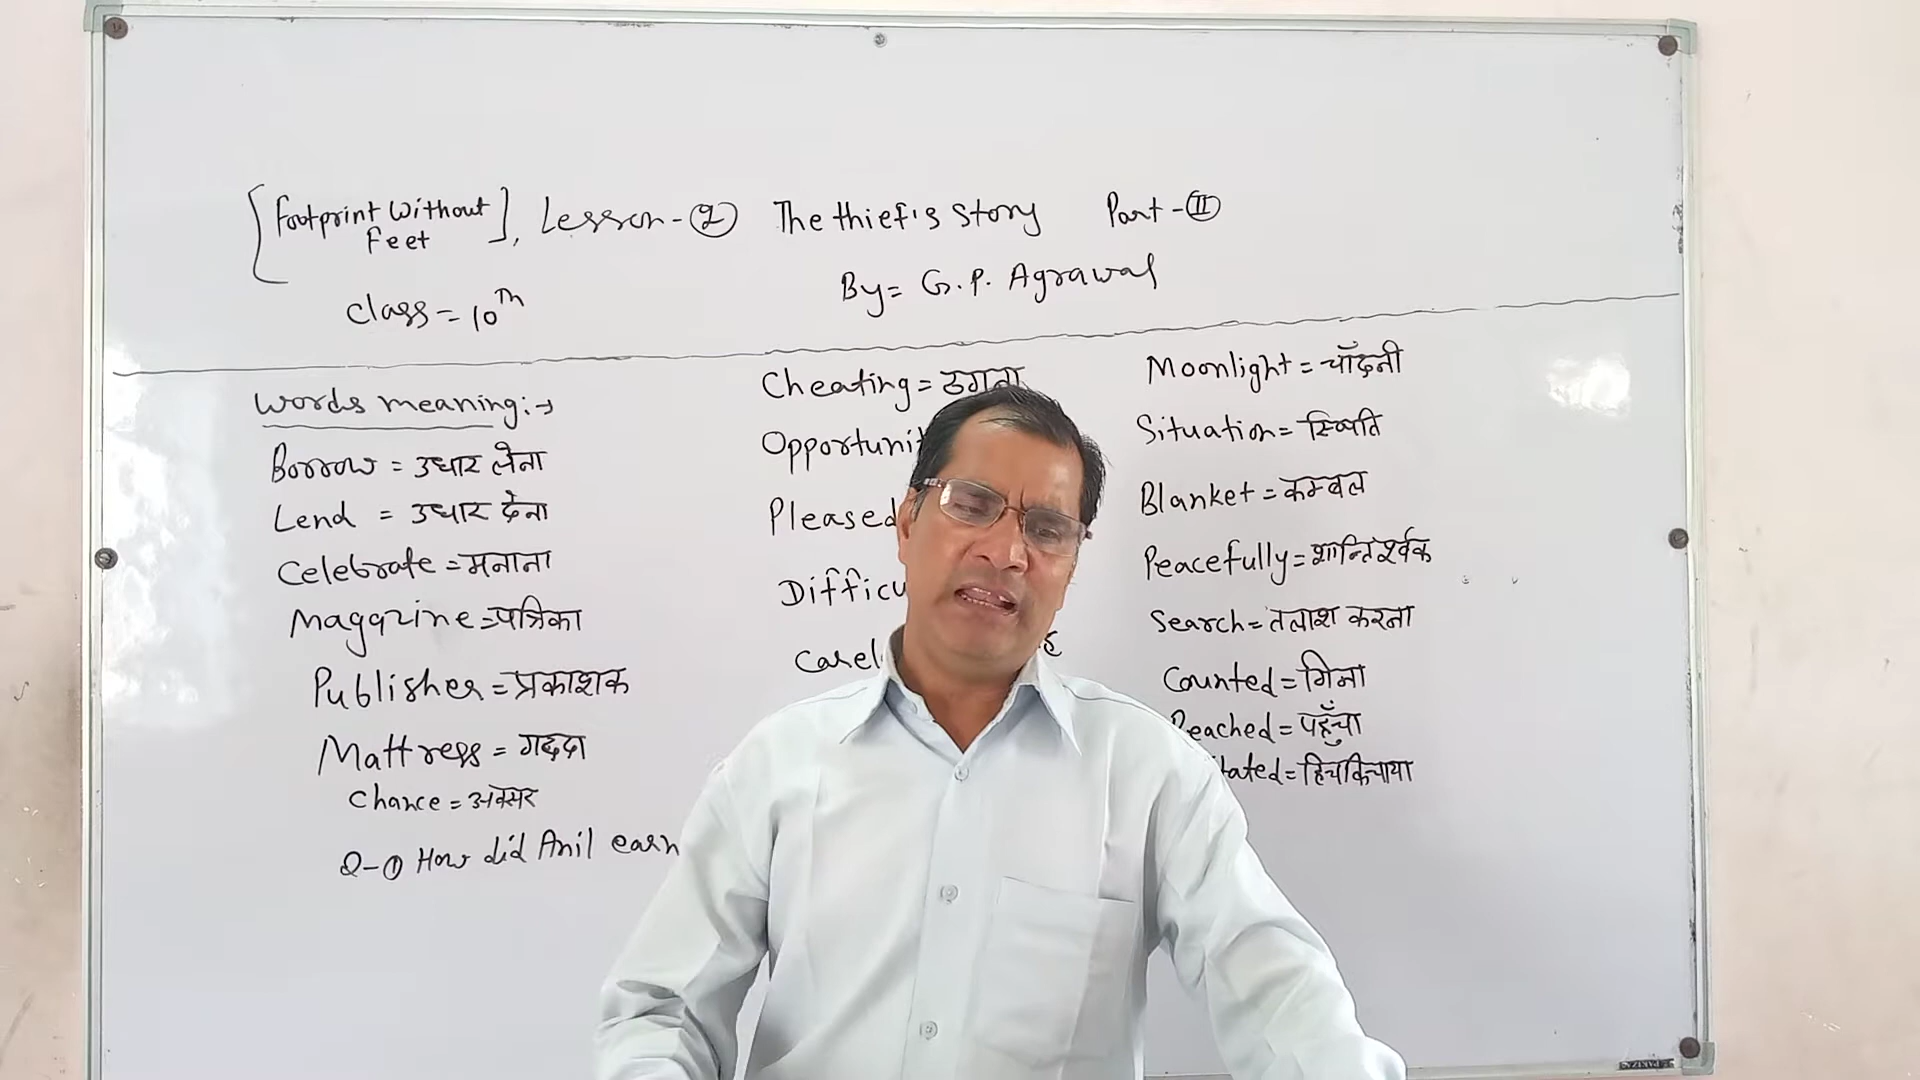 [Footprint Without Feet], Lesson-② The thief's story Part-Ⅱ
Class = 10Th
By = G.P. Agrawal
Words meaning:→
Borrow = उधार लेना
Lend = उधार देना
Celebrate = मनाना
Magazine = पत्रिका
Publisher = प्रकाशक
Mattress = गद्दा
Chance = अवसर
Q-① How did Anil earn
Cheating = ठगना
Opportunit
Pleased
Difficu
Carel
Moonlight = चाँदनी
Situation = स्थिति
Blanket = कम्बल
Peacefully = शान्तिपूर्वक
Search = तलाश करना
Counted = गिना
Reached = पहुँचा
tated = हिचकिचाया